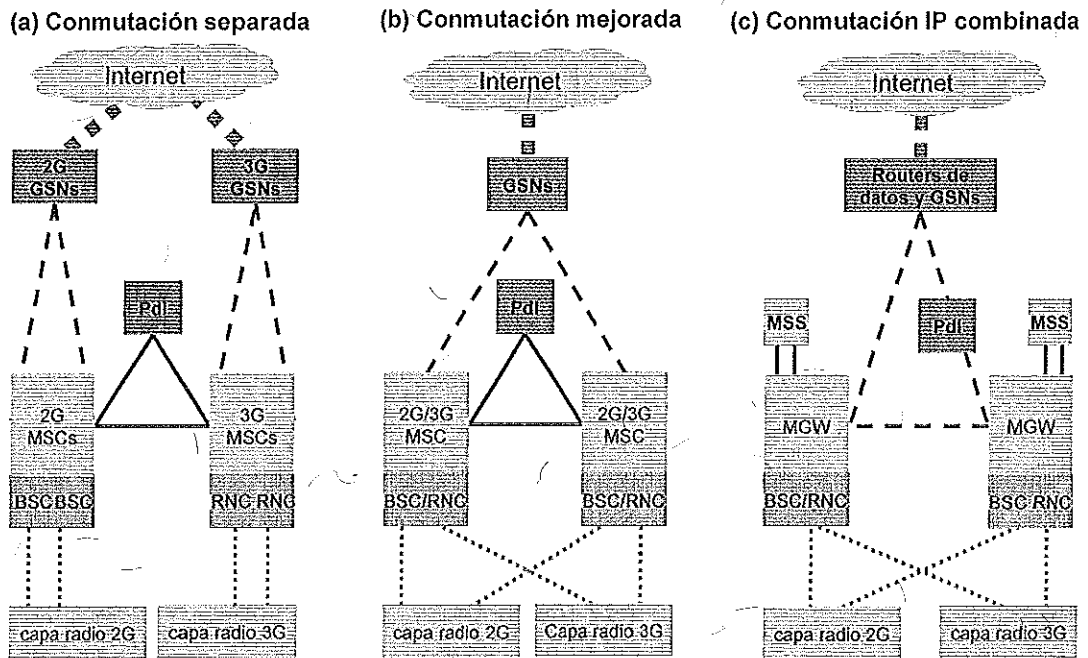 (a) Conmutación separada
Internet
2G
GSNs
3G
GSNs
PdI
2G
MSCs
3G
MSCs
BSC BSC
RNC RNC
capa radio 2G
capa radio 3G
(b) Conmutación mejorada
Internet
GSNs
PdI
2G/3G
MSC
2G/3G
MSC
BSC/RNC
BSC/RNC
capa radio 2G
Capa radio 3G
(c) Conmutación IP combinada
Internet
Routers de
datos y GSNs
MSS
PdI
MSS
MGW
MGW
BSC/RNC
BSC/RNC
capa radio 2G
capa radio 3G